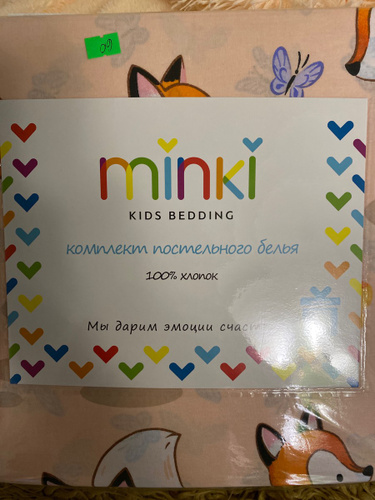 minki
KIDS BEDDING
комплект постельного белья
100% хлопок
Мы дарим эмоции